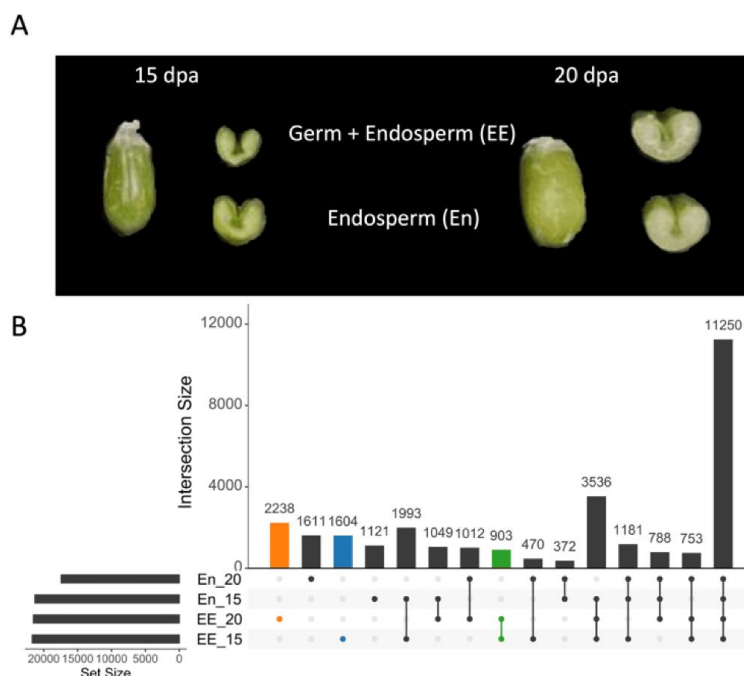 A
15 dpa
20 dpa
Germ + Endosperm (EE)
Endosperm (En)
B
Intersection Size
12000
8000
4000
0
2238
1611
1604
1121
1993
1049
1012
903
470
372
3536
1181
788
753
11250
En_20
En_15
EE_20
EE_15
20000 15000 10000 5000 0
Set Size